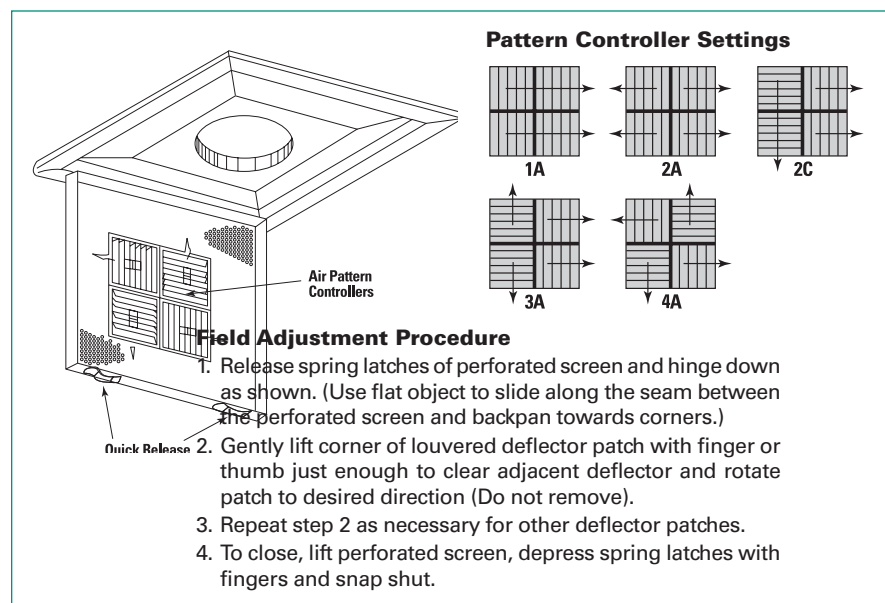 Pattern Controller Settings
1A
2A
2C
3A
4A
Air Pattern
Controllers
Quick Release
Field Adjustment Procedure
1. Release spring latches of perforated screen and hinge down
as shown. (Use flat object to slide along the seam between
the perforated screen and backpan towards corners.)
2. Gently lift corner of louvered deflector patch with finger or
thumb just enough to clear adjacent deflector and rotate
patch to desired direction (Do not remove).
3. Repeat step 2 as necessary for other deflector patches.
4. To close, lift perforated screen, depress spring latches with
fingers and snap shut.